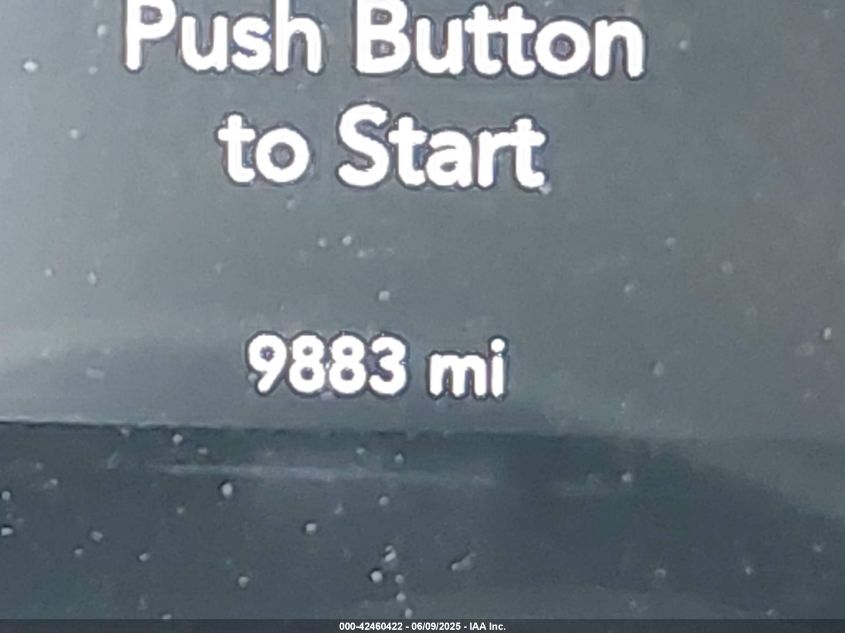 Push Button
to Start
9883 mi
000-42460422 - 06/09/2025 - IAA Inc.